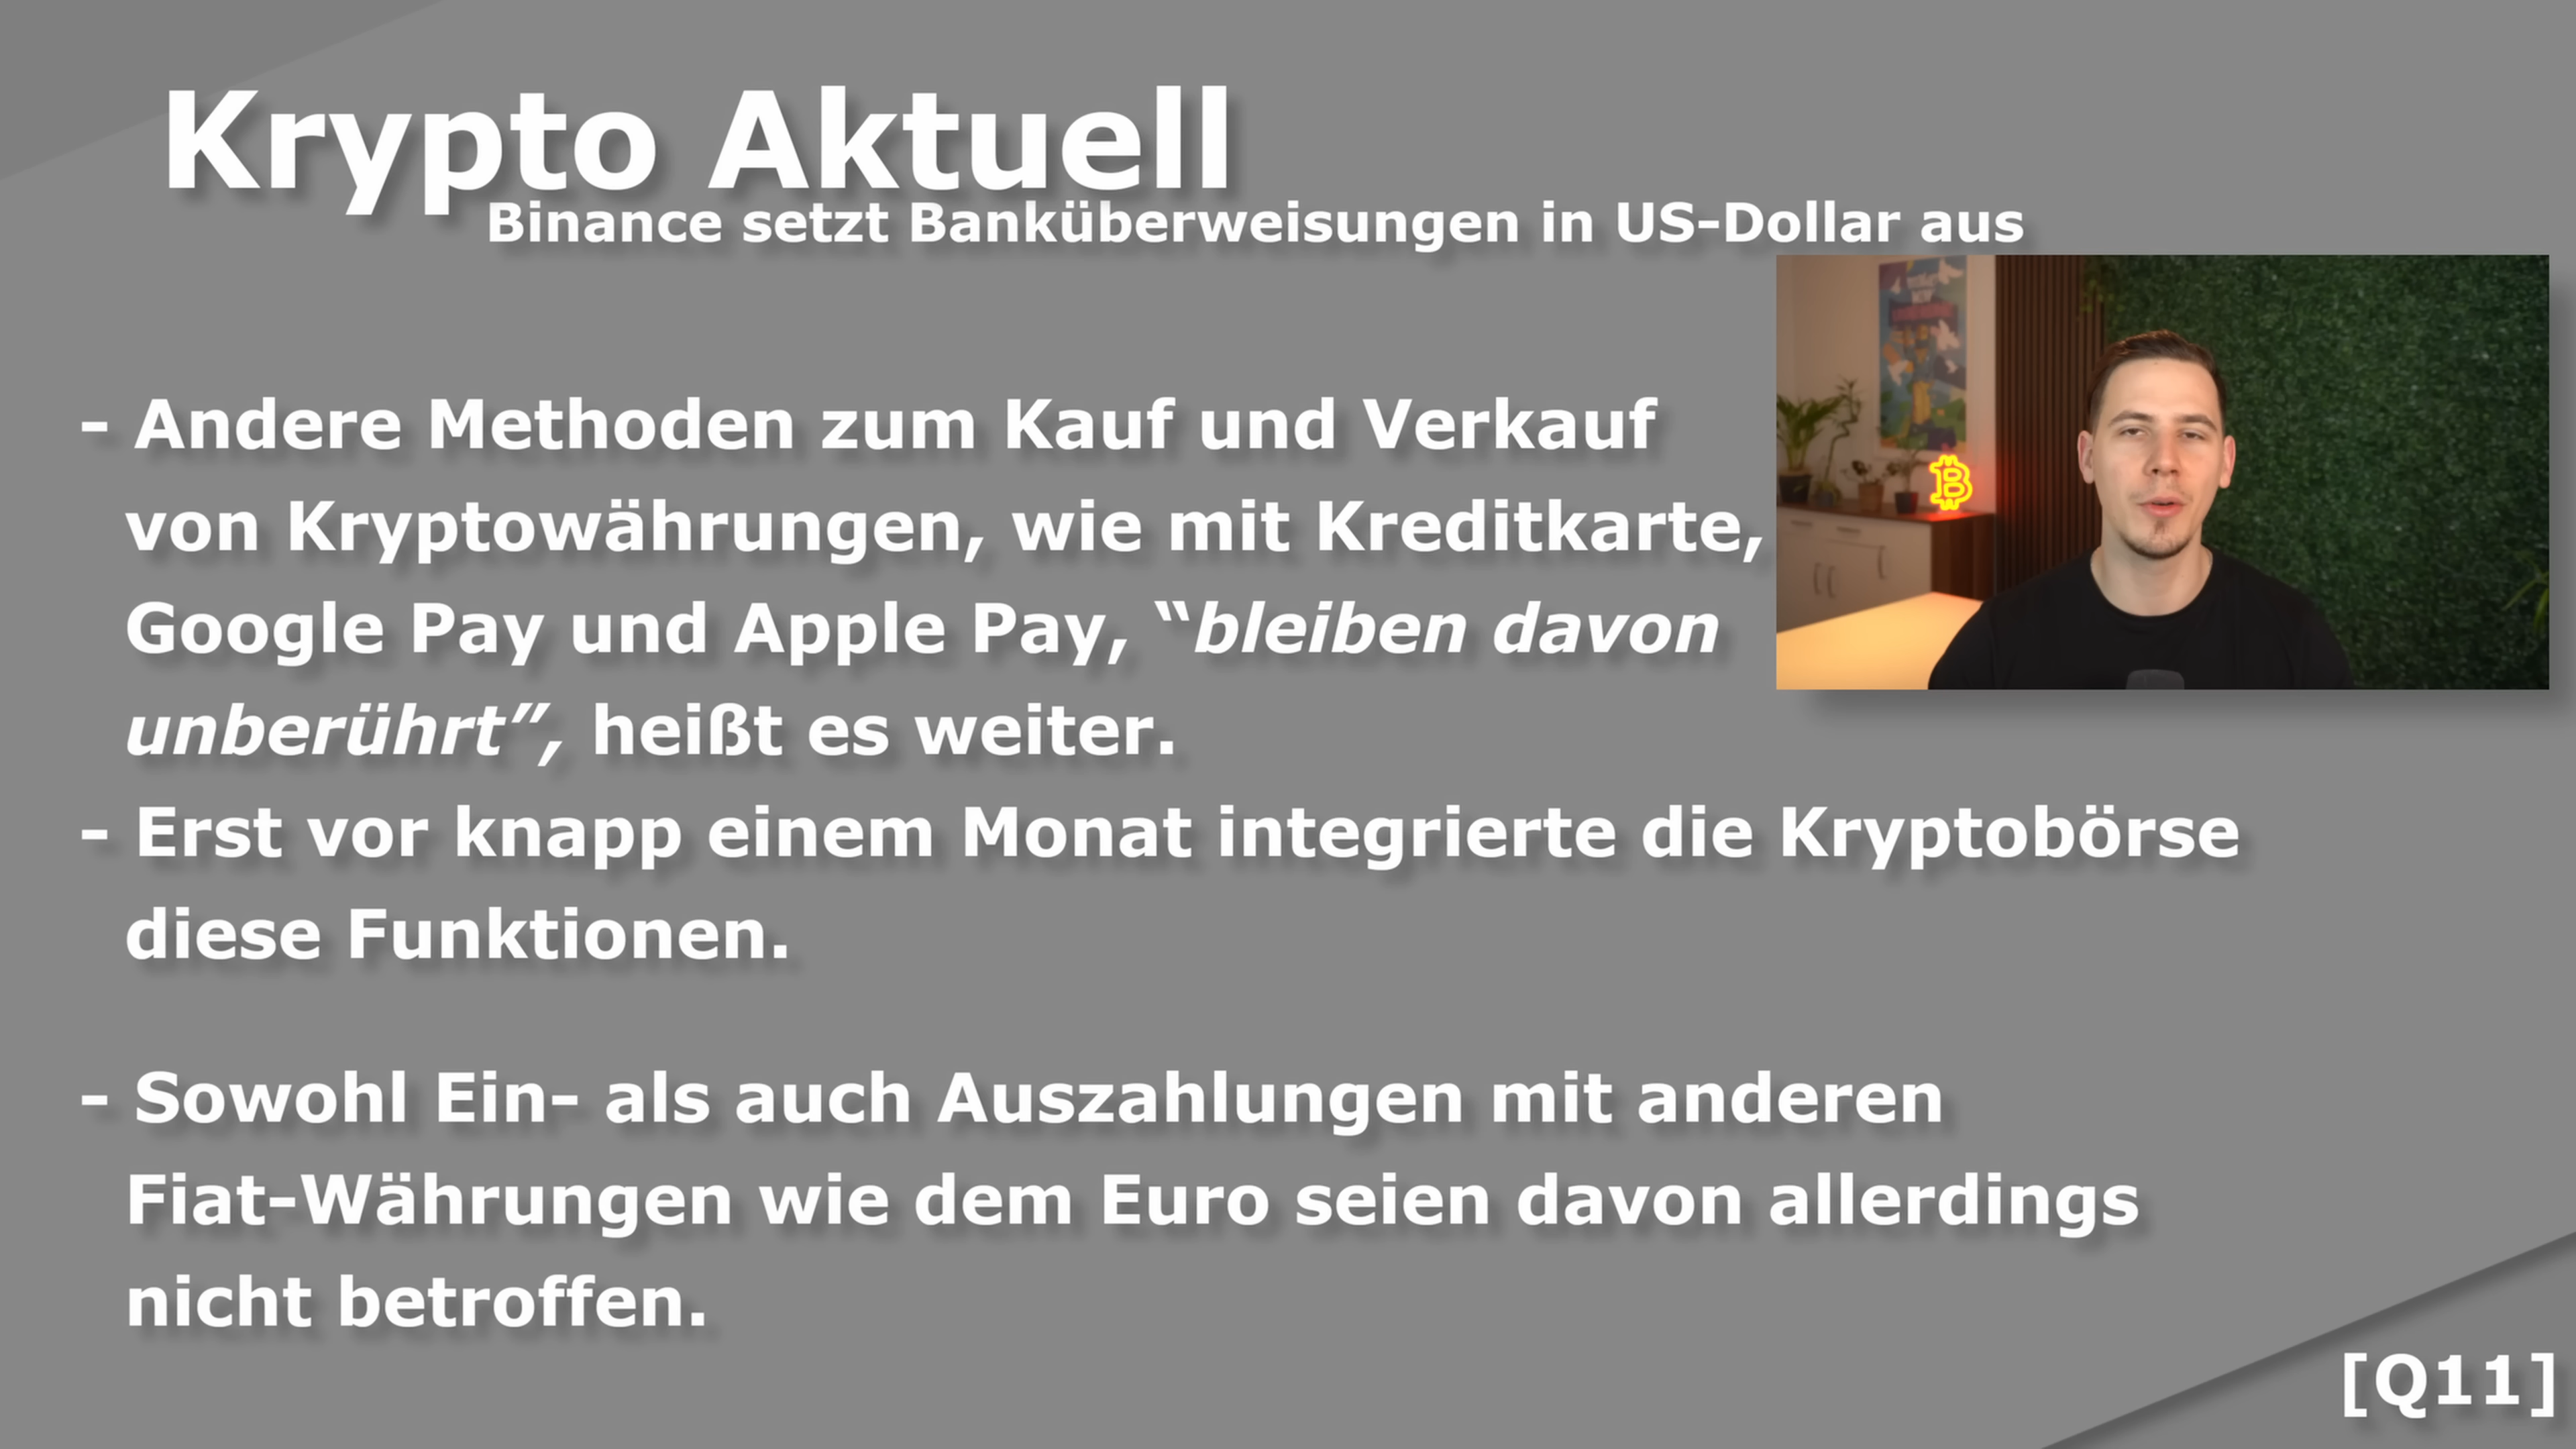 Krypto Aktuell
Binance setzt Banküberweisungen in US-Dollar aus
- Andere Methoden zum Kauf und Verkauf
von Kryptowährungen, wie mit Kreditkarte,
Google Pay und Apple Pay, “bleiben davon
unberührt”, heißt es weiter.
- Erst vor knapp einem Monat integrierte die Kryptobörse
diese Funktionen.
- Sowohl Ein- als auch Auszahlungen mit anderen
Fiat-Währungen wie dem Euro seien davon allerdings
nicht betroffen.
[Q11]